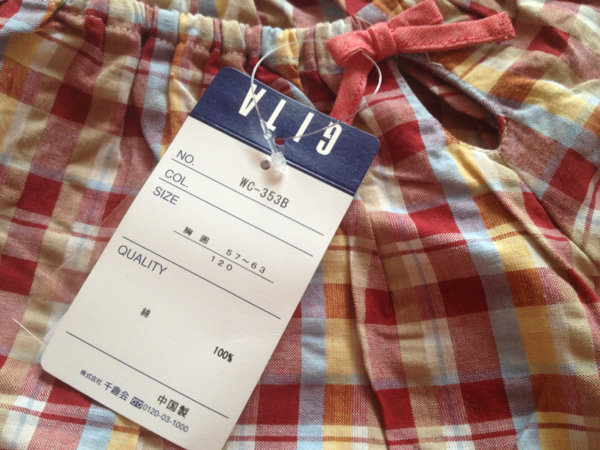 GITA
NO. WC-353B
COL.
SIZE
胸囲 57~63
120
QUALITY
綿 100%
中国製
株式会社 千趣会 0120-03-1000